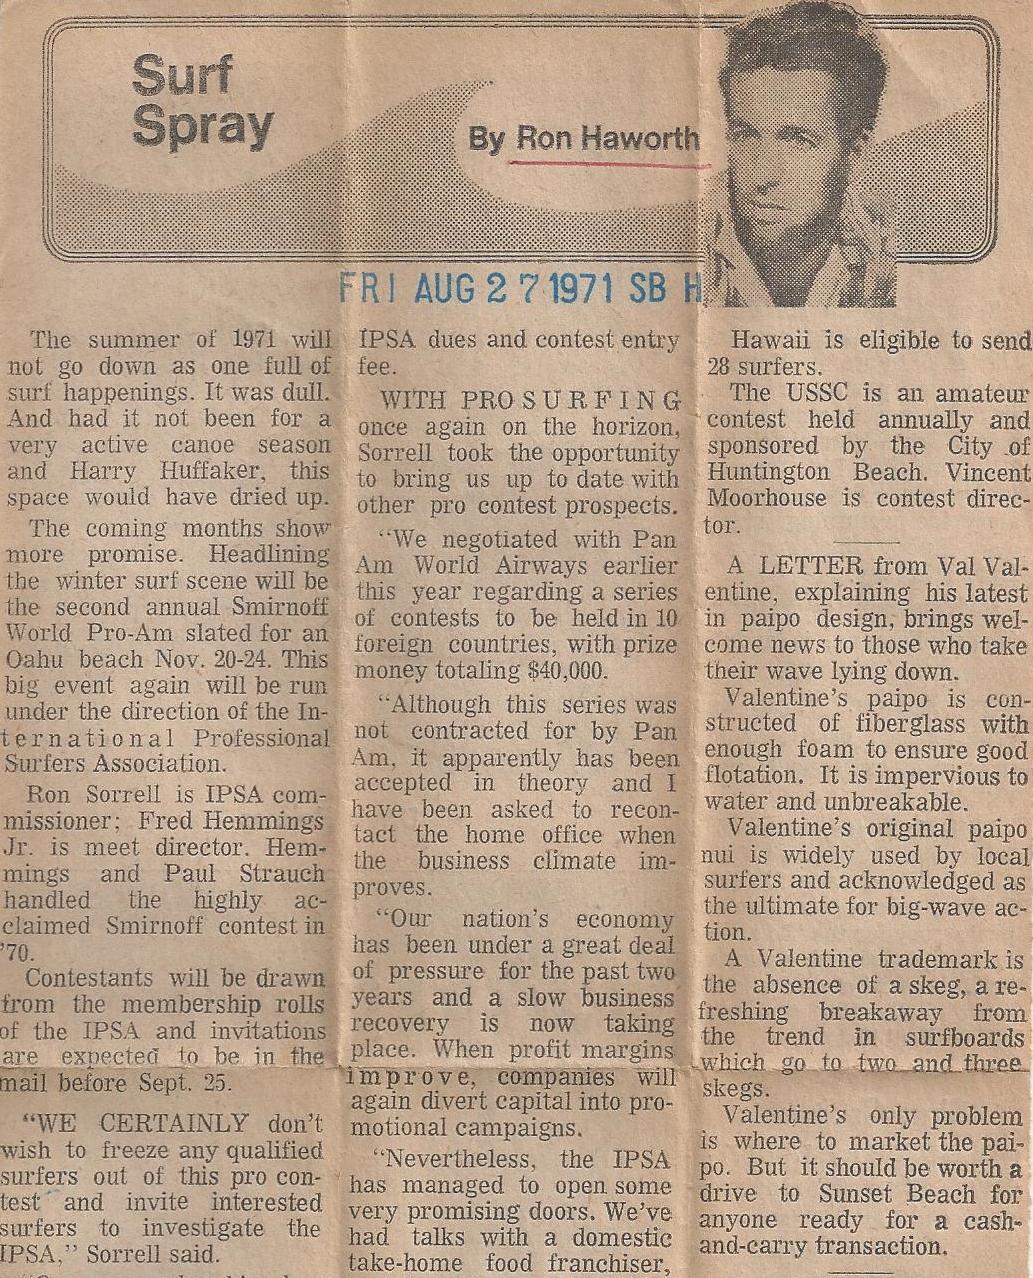 Surf
Spray
By Ron Haworth
FRI AUG 27 1971 SB H
The summer of 1971 will
not go down as one full of
surf happenings. It was dull.
And had it not been for a
very active canoe season
and Harry Huffaker, this
space would have dried up.
The coming months show
more promise. Headlining
the winter surf scene will be
the second annual Smirnoff
World Pro-Am slated for an
Oahu beach Nov. 20-24. This
big event again will be run
under the direction of the In-
ternational Professional
Surfers Association.
Ron Sorrell is IPSA com-
missioner; Fred Hemmings
Jr. is meet director. Hem-
mings and Paul Strauch
handled the highly ac-
claimed Smirnoff contest in
'70.
Contestants will be drawn
from the membership rolls
of the IPSA and invitations
are expected to be in the
mail before Sept. 25.
"WE CERTAINLY don't
wish to freeze any qualified
surfers out of this pro con-
test and invite interested
surfers to investigate the
IPSA," Sorrell said.
IPSA dues and contest entry
fee.
WITH PRO SURFING
once again on the horizon,
Sorrell took the opportunity
to bring us up to date with
other pro contest prospects.
"We negotiated with Pan
Am World Airways earlier
this year regarding a series
of contests to be held in 10
foreign countries, with prize
money totaling $40,000.
"Although this series was
not contracted for by Pan
Am, it apparently has been
accepted in theory and I
have been asked to recon-
tact the home office when
the business climate im-
proves.
"Our nation's economy
has been under a great deal
of pressure for the past two
years and a slow business
recovery is now taking
place. When profit margins
improve, companies will
again divert capital into pro-
motional campaigns.
"Nevertheless, the IPSA
has managed to open some
very promising doors. We've
had talks with a domestic
take-home food franchiser,
Hawaii is eligible to send
28 surfers.
The USSC is an amateur
contest held annually and
sponsored by the City of
Huntington Beach. Vincent
Moorhouse is contest direc-
tor.
A LETTER from Val Val-
entine, explaining his latest
in paipo design, brings wel-
come news to those who take
their wave lying down.
Valentine's paipo is con-
structed of fiberglass with
enough foam to ensure good
flotation. It is impervious to
water and unbreakable.
Valentine's original paipo
nui is widely used by local
surfers and acknowledged as
the ultimate for big-wave ac-
tion.
A Valentine trademark is
the absence of a skeg, a re-
freshing breakaway from
the trend in surfboards
which go to two and three
skegs.
Valentine's only problem
is where to market the pai-
po. But it should be worth a
drive to Sunset Beach for
anyone ready for a cash-
and-carry transaction.